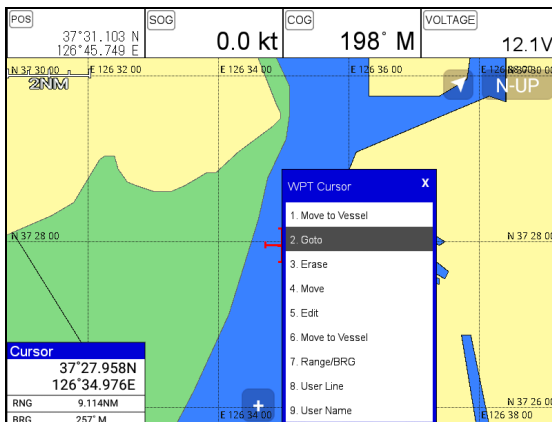 POS
37°31.103 N
126°45.749 E
SOG
0.0 kt
COG
198° M
VOLTAGE
12.1V
N 37 30 00
E 126 32 00
E 126 34 00
E 126 36 00
2NM
N-UP
WPT Cursor
X
1. Move to Vessel
2. Goto
3. Erase
4. Move
5. Edit
6. Move to Vessel
7. Range/BRG
8. User Line
9. User Name
N 37 28 00
N 37 28 00
Cursor
37°27.958N
126°34.976E
RNG
9.114NM
BRG
257° M
+
E 126 34 00
N 37 26 00
E 126 38 00